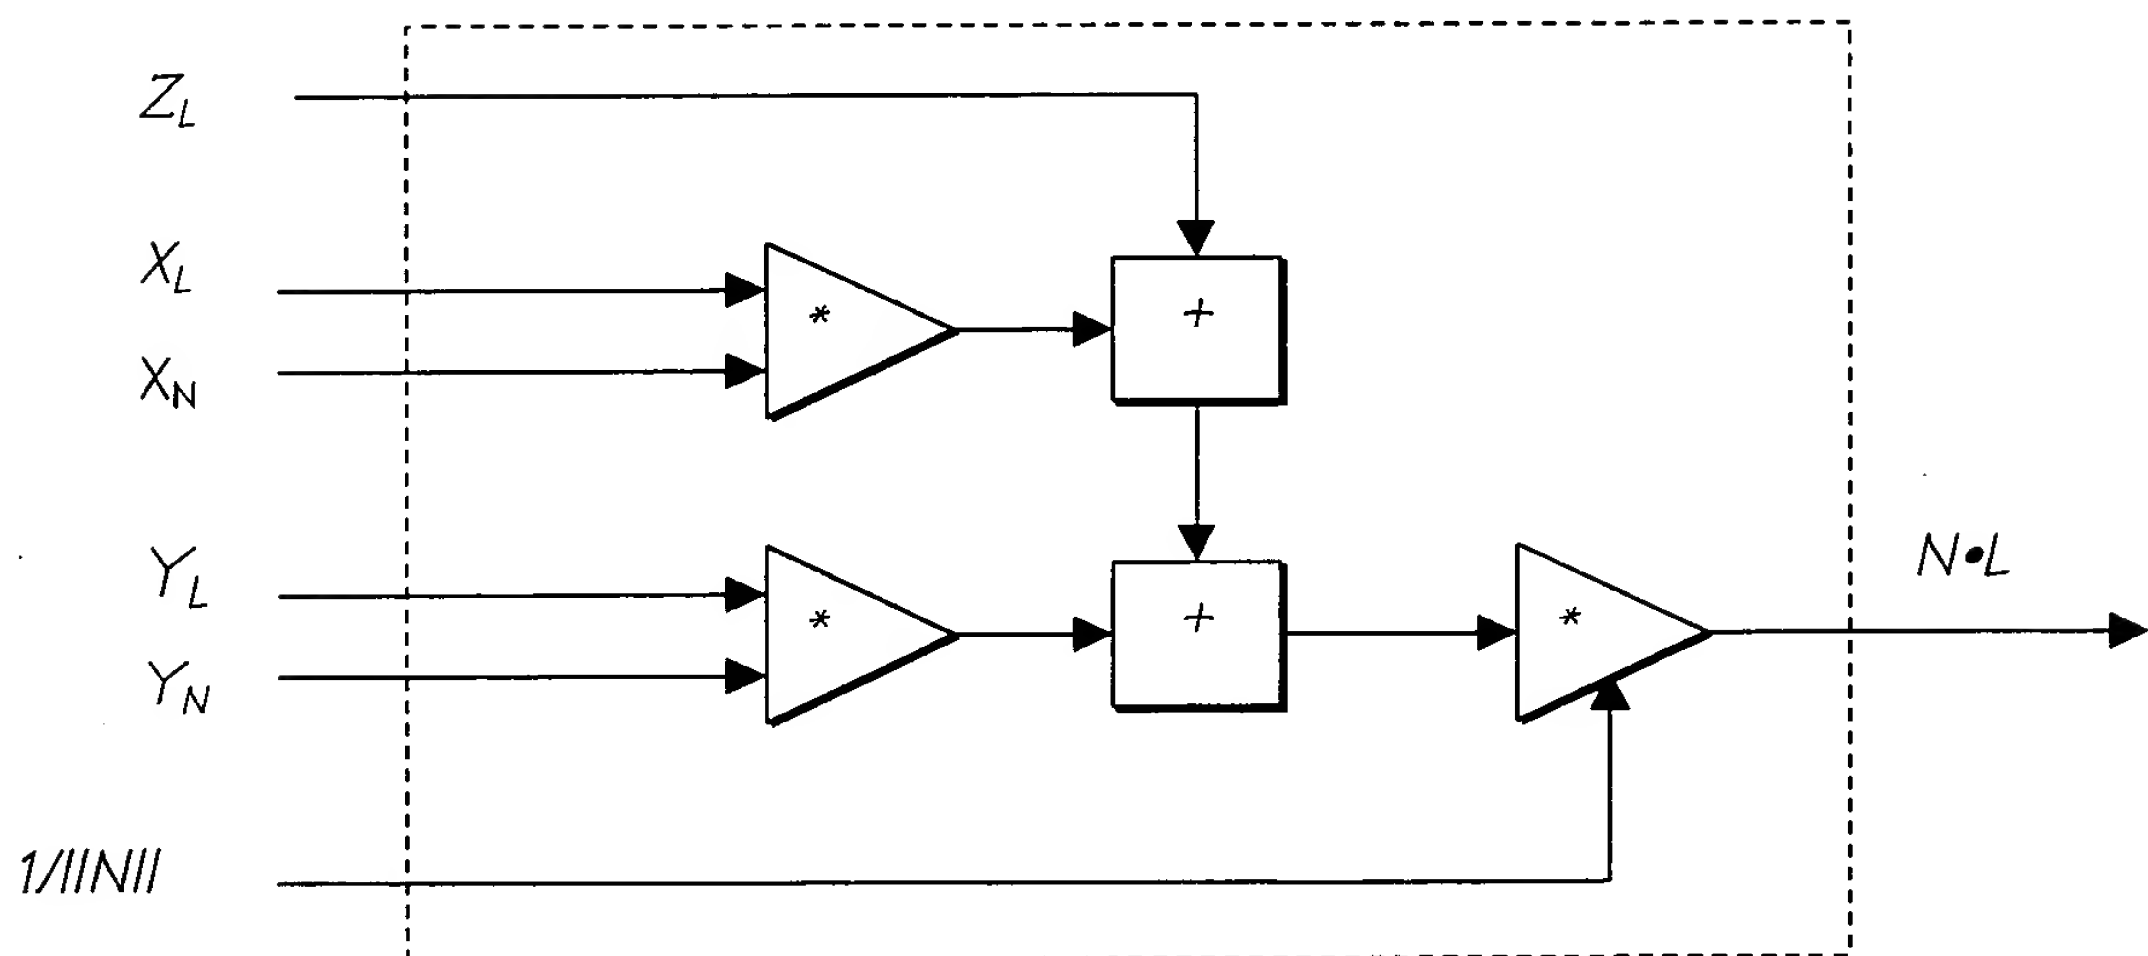 Z_L
X_L
*
+
X_N
Y_L
*
+
*
N•L
Y_N
1/||N||